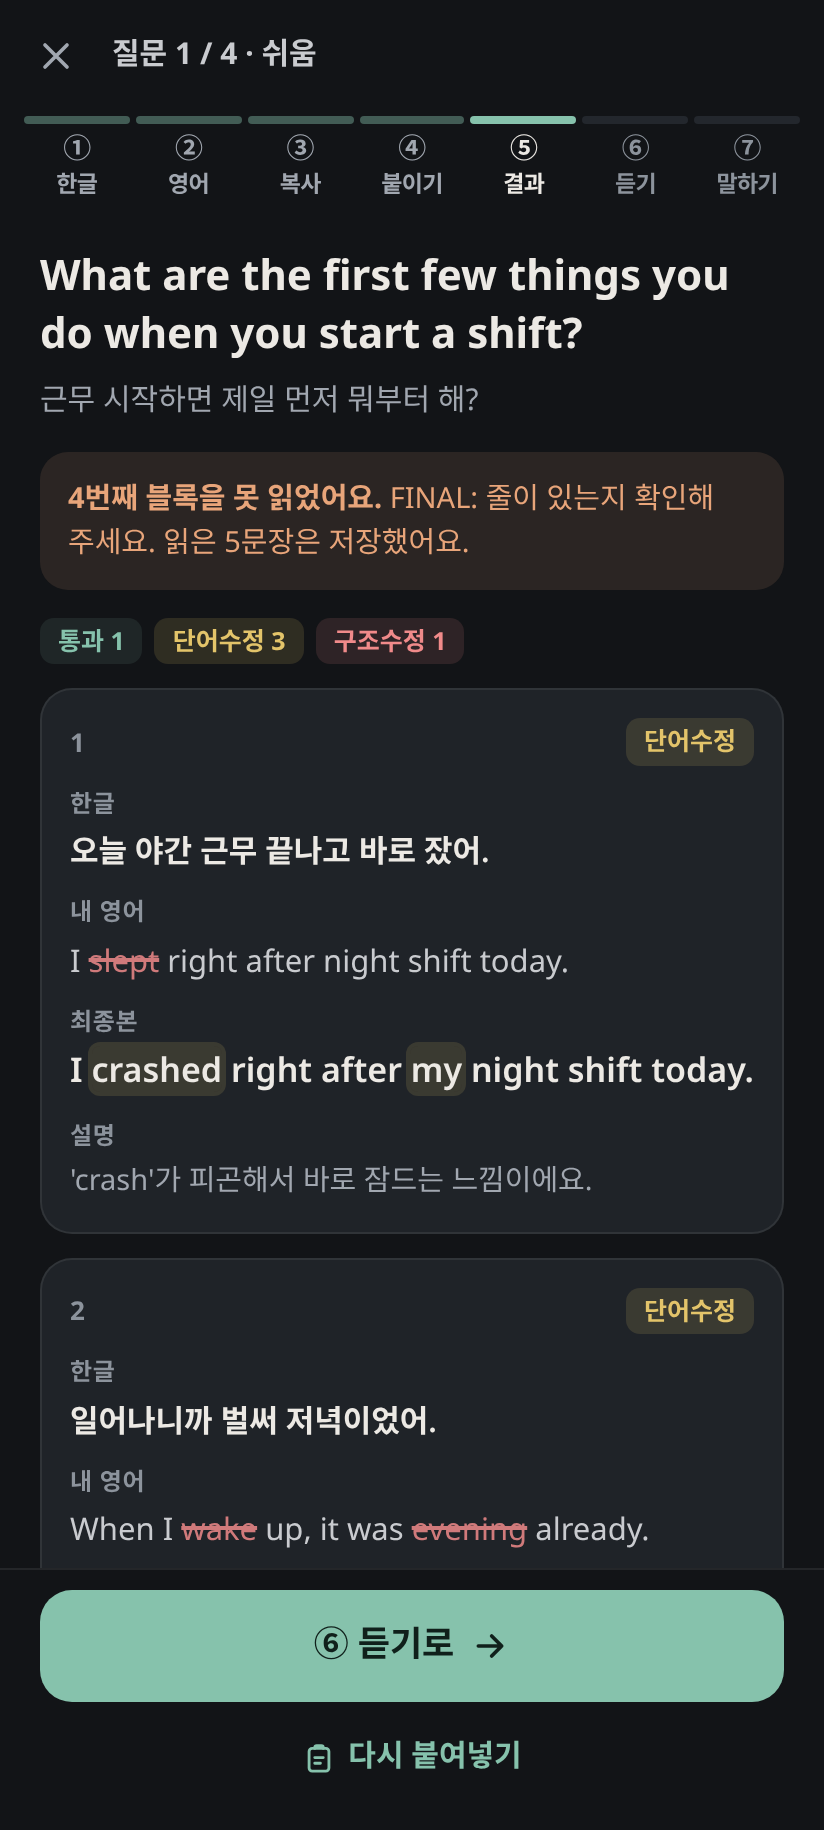 질문 1 / 4 · 쉬움
① ② ③ ④ ⑤ ⑥ ⑦
한글 영어 복사 붙이기 결과 듣기 말하기
What are the first few things you
do when you start a shift?
근무 시작하면 제일 먼저 뭐부터 해?
4번째 블록을 못 읽었어요. FINAL: 줄이 있는지 확인해
주세요. 읽은 5문장은 저장했어요.
통과 1 단어수정 3 구조수정 1
1 단어수정
한글
오늘 야간 근무 끝나고 바로 잤어.
내 영어
I slept right after night shift today.
최종본
I crashed right after my night shift today.
설명
'crash'가 피곤해서 바로 잠드는 느낌이에요.
2 단어수정
한글
일어나니까 벌써 저녁이었어.
내 영어
When I wake up, it was evening already.
⑥ 듣기로 →
다시 붙여넣기